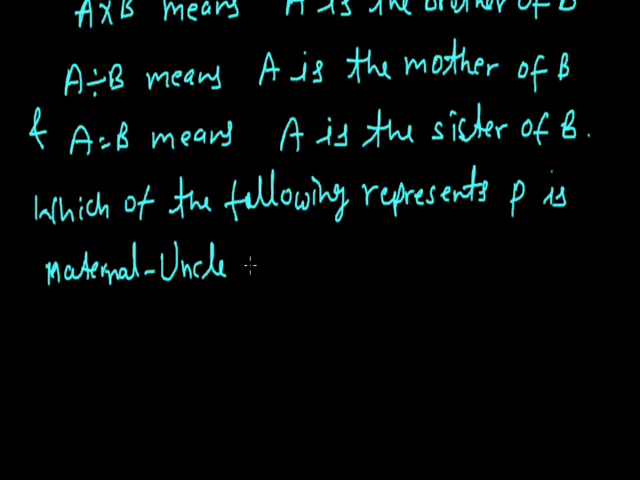 A×B means A is the brother of B
A÷B means A is the mother of B
& A=B means A is the sister of B.
Which of the following represents p is
Maternal-Uncle